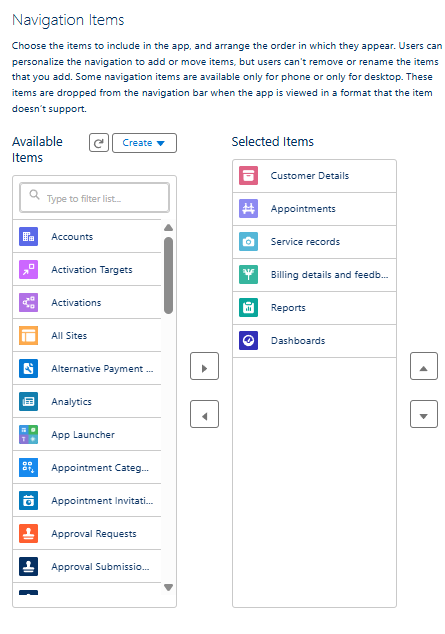 Navigation Items
Choose the items to include in the app, and arrange the order in which they appear. Users can
personalize the navigation to add or move items, but users can't remove or rename the items
that you add. Some navigation items are available only for phone or only for desktop. These
items are dropped from the navigation bar when the app is viewed in a format that the item
doesn't support.
Available
Items
Create
Selected Items
Type to filter list...
Accounts
Activation Targets
Activations
All Sites
Alternative Payment ...
Analytics
App Launcher
Appointment Categ...
Appointment Invitati...
Approval Requests
Approval Submissio...
Customer Details
Appointments
Service records
Billing details and feedb...
Reports
Dashboards